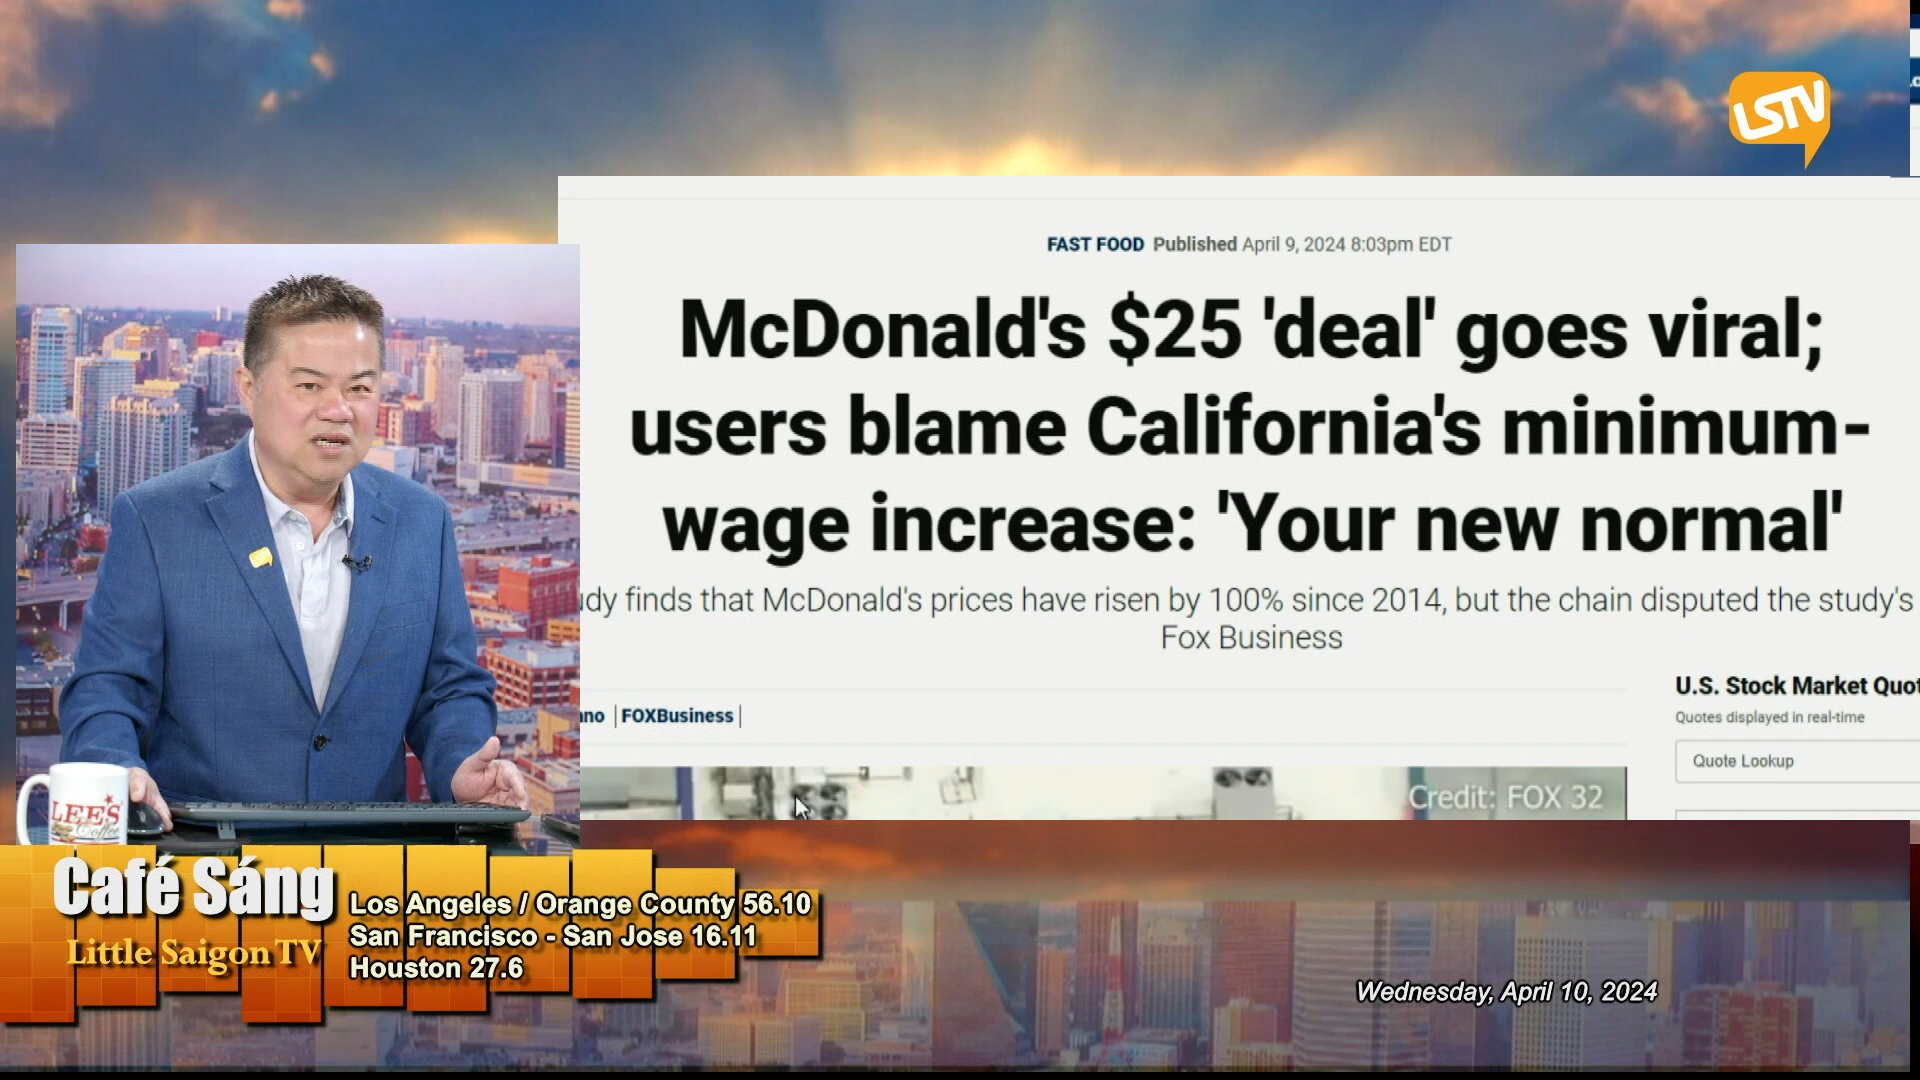 LSTV
FAST FOOD Published April 9, 2024 8:03pm EDT
McDonald's $25 'deal' goes viral;
users blame California's minimum-
wage increase: 'Your new normal'
finds that McDonald's prices have risen by 100% since 2014, but the chain disputed the study's
Fox Business
FOXBusiness
U.S. Stock Market
Quotes displayed in real-time
Quote Lookup
Credit: FOX 32
LEE'S
Coffee
Café Sáng
Little Saigon TV
Los Angeles / Orange County 56.10
San Francisco - San Jose 16.11
Houston 27.6
Wednesday, April 10, 2024